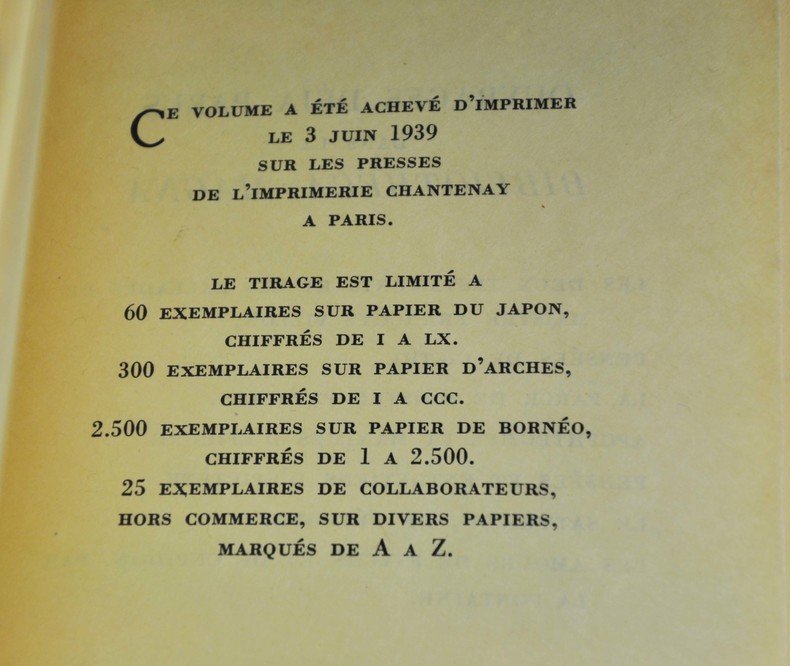 CE VOLUME A ÉTÉ ACHEVÉ D'IMPRIMER
LE 3 JUIN 1939
SUR LES PRESSES
DE L'IMPRIMERIE CHANTENAY
A PARIS.
LE TIRAGE EST LIMITÉ A
60 EXEMPLAIRES SUR PAPIER DU JAPON,
CHIFFRÉS DE I A LX.
300 EXEMPLAIRES SUR PAPIER D'ARCHES,
CHIFFRÉS DE I A CCC.
2.500 EXEMPLAIRES SUR PAPIER DE BORNÉO,
CHIFFRÉS DE 1 A 2.500.
25 EXEMPLAIRES DE COLLABORATEURS,
HORS COMMERCE, SUR DIVERS PAPIERS,
MARQUÉS DE A A Z.